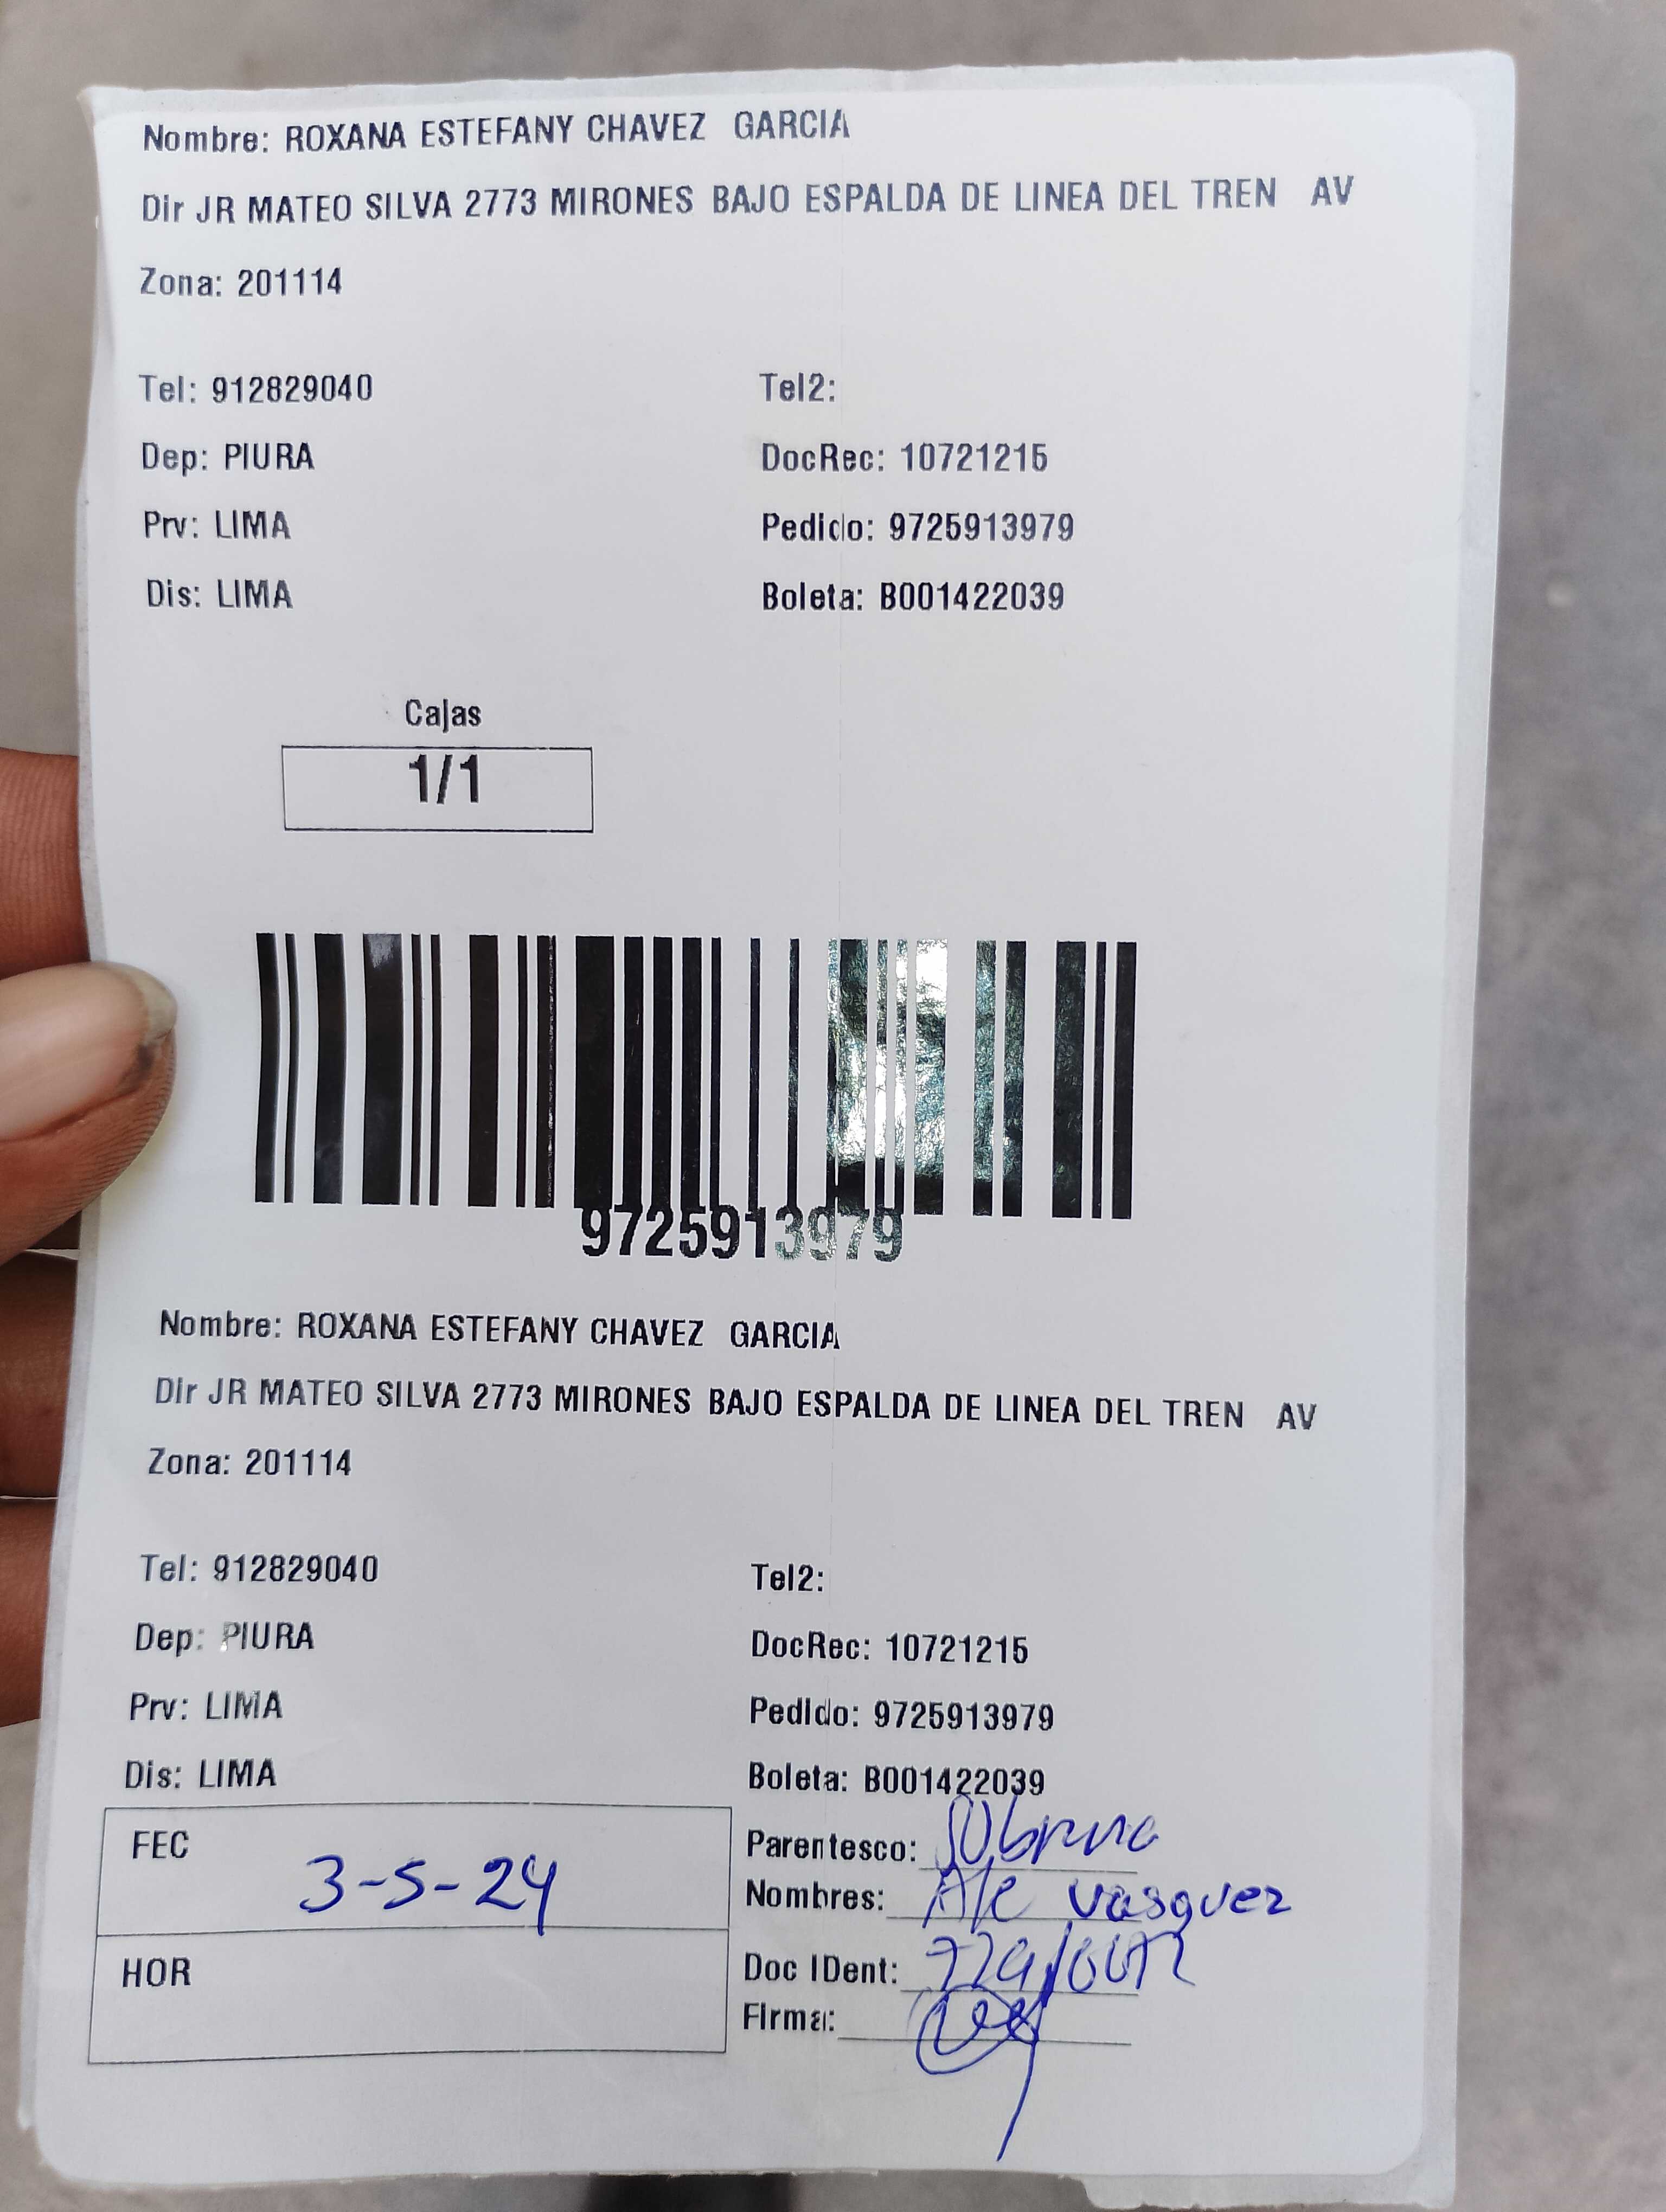 Nombre: ROXANA ESTEFANY CHAVEZ GARCIA
Dir JR MATEO SILVA 2773 MIRONES BAJO ESPALDA DE LINEA DEL TREN AV
Zona: 201114
Tel: 912829040 Tel2:
Dep: PIURA DocRec: 10721215
Prv: LIMA Pedido: 9725913979
Dis: LIMA Boleta: B001422039
Cajas
1/1
9725913979
Nombre: ROXANA ESTEFANY CHAVEZ GARCIA
Dir JR MATEO SILVA 2773 MIRONES BAJO ESPALDA DE LINEA DEL TREN AV
Zona: 201114
Tel: 912829040 Tel2:
Dep: PIURA DocRec: 10721215
Prv: LIMA Pedido: 9725913979
Dis: LIMA Boleta: B001422039
FEC 3-5-24
HOR
Parentesco: Sobrina
Nombres: Ale Vasquez
Doc IDent:
Firma: